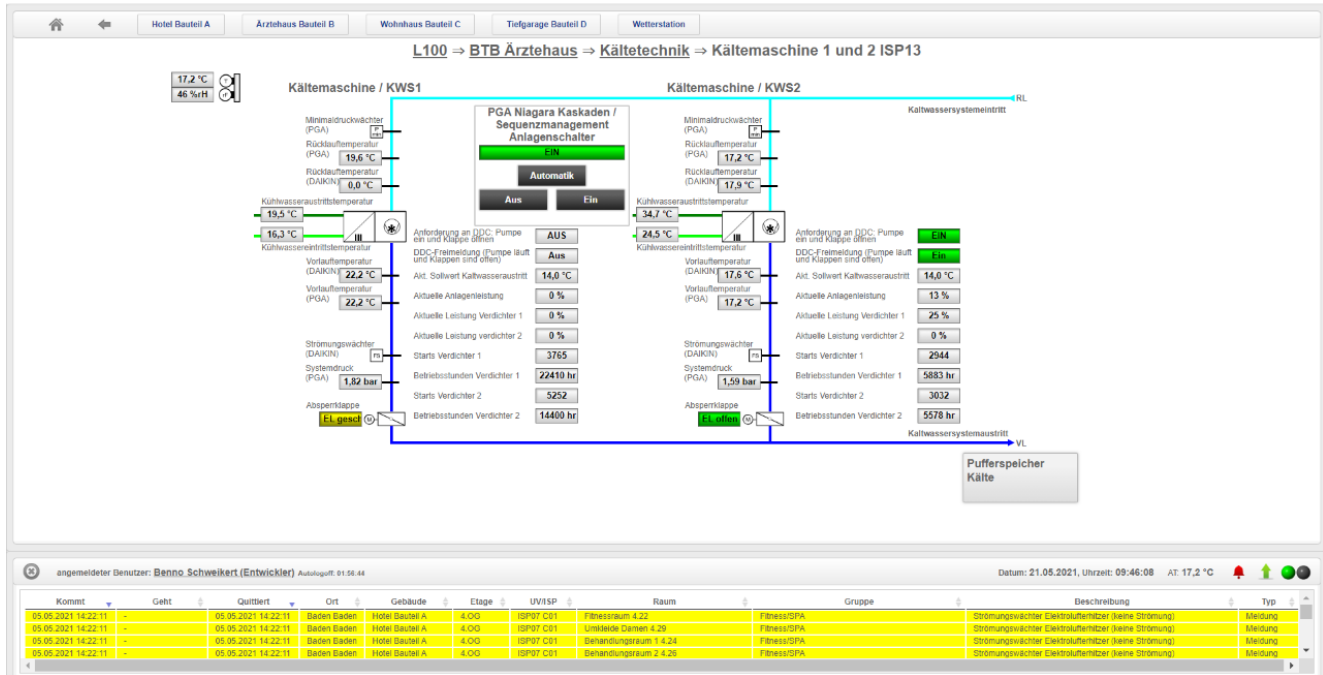 Hotel Bauteil A Ärztehaus Bauteil B Wohnhaus Bauteil C Tiefgarage Bauteil D Wetterstation
L100 ⇒ BTB Ärztehaus ⇒ Kältetechnik ⇒ Kältemaschine 1 und 2 ISP13
17,2 °C
46 %rH
Kältemaschine / KWS1
Minimaldruckwächter
(PGA)
P
min
Rücklauftemperatur
(PGA) 19,6 °C
Rücklauftemperatur
(DAIKIN) 0,0 °C
Kühlwasseraustrittstemperatur
19,5 °C
16,3 °C
Kühlwassereintrittstemperatur
Vorlauftemperatur
(DAIKIN) 22,2 °C
Vorlauftemperatur
(PGA) 22,2 °C
Strömungswächter
(DAIKIN) FS
Systemdruck
(PGA) 1,82 bar
Absperrklappe
EL gesch M
PGA Niagara Kaskaden /
Sequenzmanagement
Anlagenschalter
EIN
Automatik
Aus Ein
Anforderung an DDC: Pumpe
ein und Klappe öffnen AUS
DDC-Freimeldung (Pumpe läuft
und Klappen sind offen) Aus
Akt. Sollwert Kaltwasseraustritt 14,0 °C
Aktuelle Anlagenleistung 0 %
Aktuelle Leistung Verdichter 1 0 %
Aktuelle Leistung verdichter 2 0 %
Starts Verdichter 1 3765
Betriebsstunden Verdichter 1 22410 hr
Starts Verdichter 2 5252
Betriebsstunden Verdichter 2 14400 hr
Kältemaschine / KWS2
RL
Kaltwassersystemeintritt
Minimaldruckwächter
(PGA)
P
min
Rücklauftemperatur
(PGA) 17,2 °C
Rücklauftemperatur
(DAIKIN) 17,9 °C
Kühlwasseraustrittstemperatur
34,7 °C
24,5 °C
Kühlwassereintrittstemperatur
Vorlauftemperatur
(DAIKIN) 17,6 °C
Vorlauftemperatur
(PGA) 17,2 °C
Strömungswächter
(DAIKIN) FS
Systemdruck
(PGA) 1,59 bar
Absperrklappe
EL offen M
Anforderung an DDC: Pumpe
ein und Klappe öffnen EIN
DDC-Freimeldung (Pumpe läuft
und Klappen sind offen) Ein
Akt. Sollwert Kaltwasseraustritt 14,0 °C
Aktuelle Anlagenleistung 13 %
Aktuelle Leistung Verdichter 1 25 %
Aktuelle Leistung verdichter 2 0 %
Starts Verdichter 1 2944
Betriebsstunden Verdichter 1 5883 hr
Starts Verdichter 2 3032
Betriebsstunden Verdichter 2 5578 hr
Kaltwassersystemaustritt
VL
Pufferspeicher
Kälte
angemeldeter Benutzer: Benno Schweikert (Entwickler) Autologoff: 01:56:44 Datum: 21.05.2021, Uhrzeit: 09:46:08 AT: 17,2 °C
Kommt Geht Quittiert Ort Gebäude Etage UV/ISP Raum Gruppe Beschreibung Typ
05.05.2021 14:22:11 - 05.05.2021 14:22:11 Baden Baden Hotel Bauteil A 4.OG ISP07 C01 Fitnessraum 4.22 Fitness/SPA Strömungswächter Elektrolufterhitzer (keine Strömung) Meldung
05.05.2021 14:22:11 - 05.05.2021 14:22:11 Baden Baden Hotel Bauteil A 4.OG ISP07 C01 Umkleide Damen 4.29 Fitness/SPA Strömungswächter Elektrolufterhitzer (keine Strömung) Meldung
05.05.2021 14:22:11 - 05.05.2021 14:22:11 Baden Baden Hotel Bauteil A 4.OG ISP07 C01 Behandlungsraum 1 4.24 Fitness/SPA Strömungswächter Elektrolufterhitzer (keine Strömung) Meldung
05.05.2021 14:22:11 - 05.05.2021 14:22:11 Baden Baden Hotel Bauteil A 4.OG ISP07 C01 Behandlungsraum 2 4.26 Fitness/SPA Strömungswächter Elektrolufterhitzer (keine Strömung) Meldung